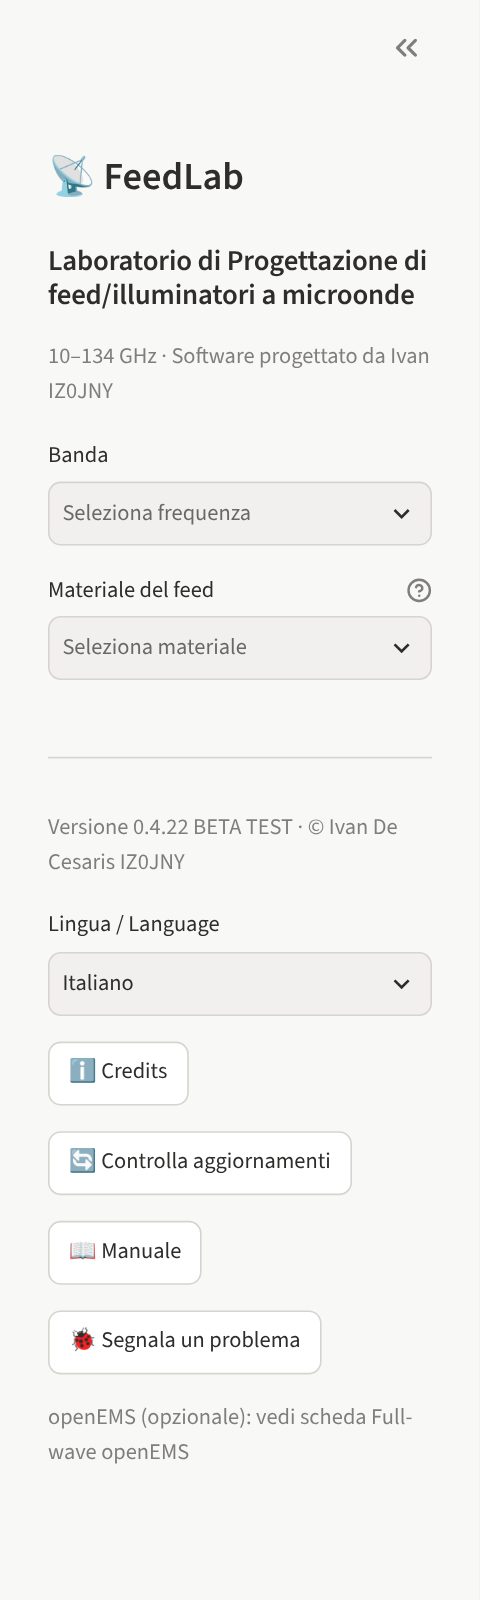 FeedLab
Laboratorio di Progettazione di
feed/illuminatori a microonde
10–134 GHz · Software progettato da Ivan
IZ0JNY
Banda
Seleziona frequenza
Materiale del feed
Seleziona materiale
Versione 0.4.22 BETA TEST · © Ivan De
Cesaris IZ0JNY
Lingua / Language
Italiano
Credits
Controlla aggiornamenti
Manuale
Segnala un problema
openEMS (opzionale): vedi scheda Full-
wave openEMS